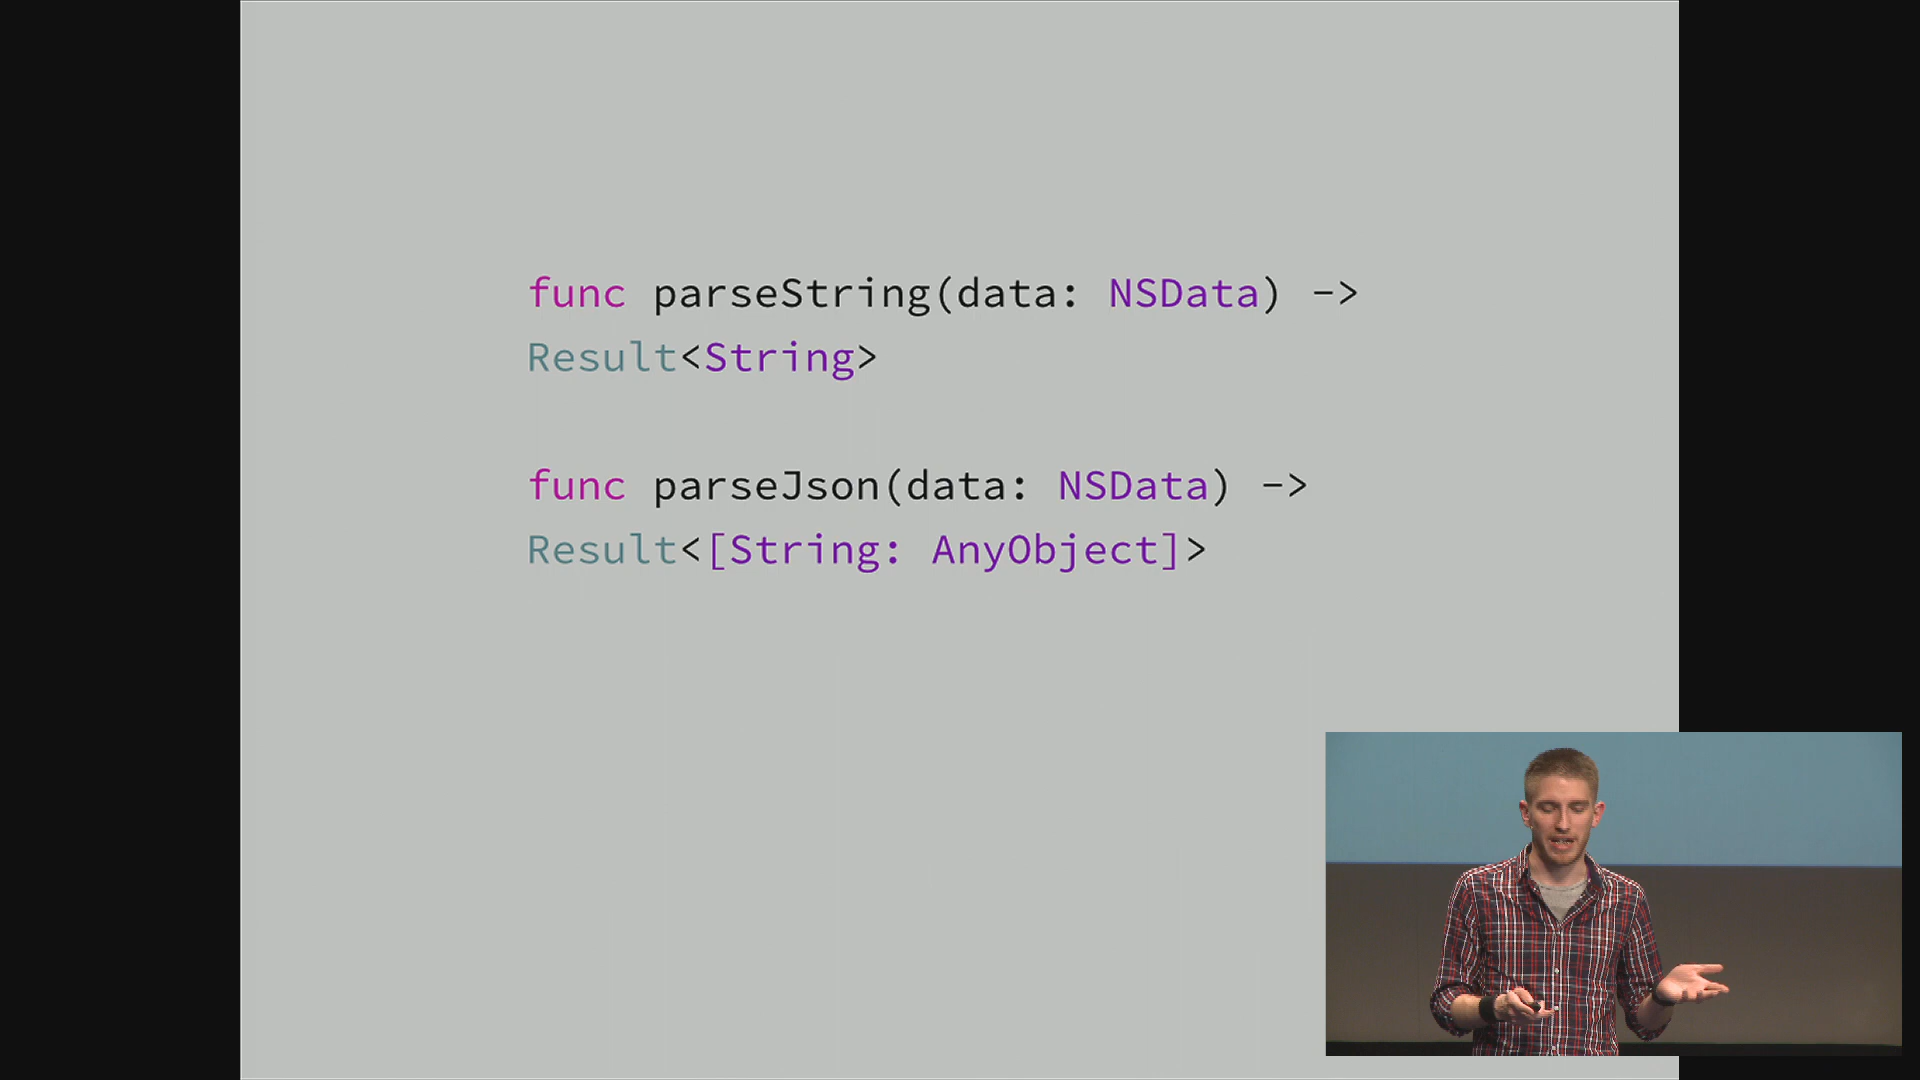 func parseString(data: NSData) ->
Result<String>
func parseJson(data: NSData) ->
Result<[String: AnyObject]>